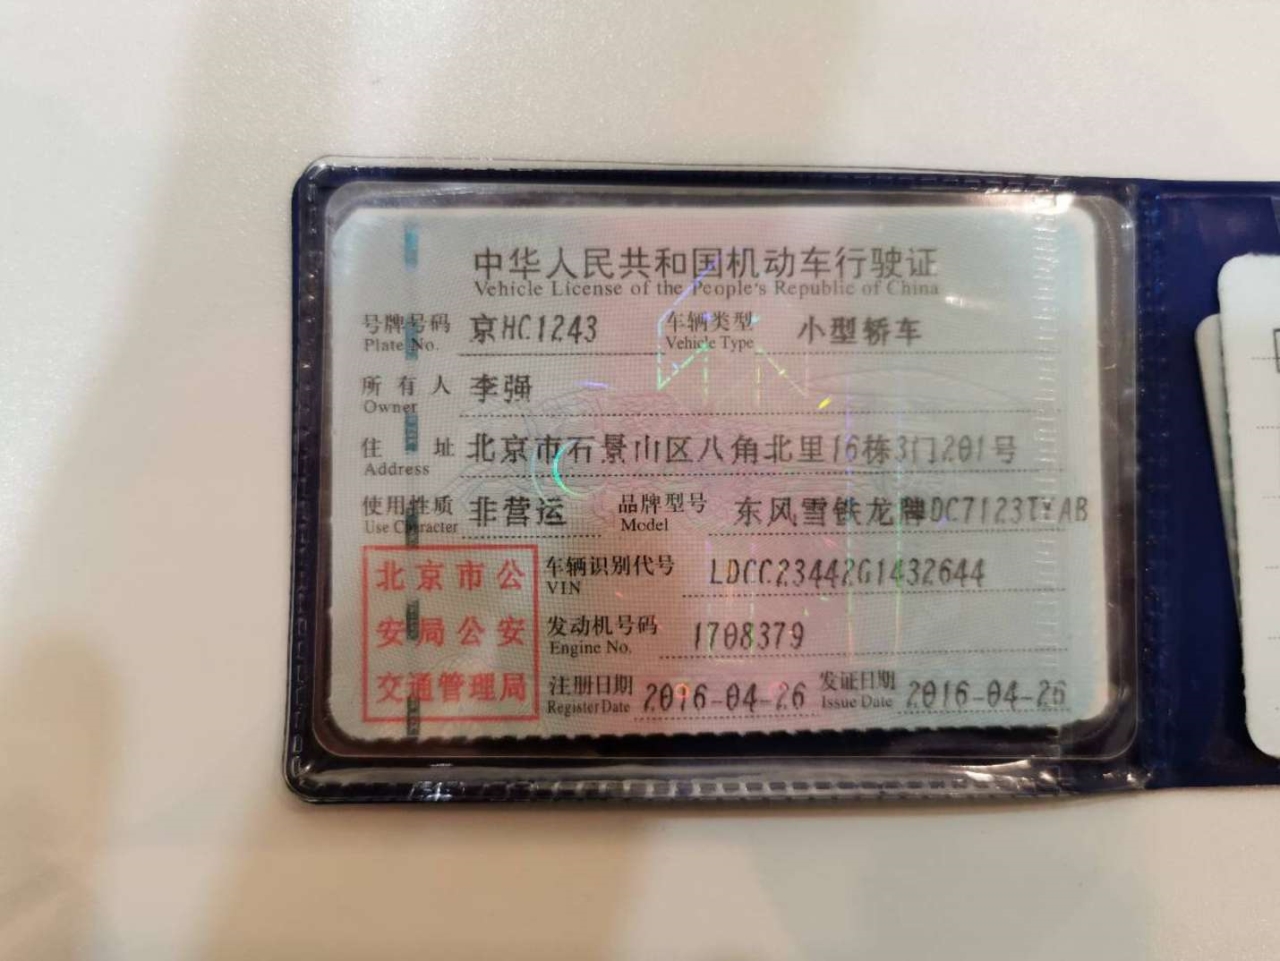 中华人民共和国机动车行驶证
Vehicle License of the People's Republic of China
号牌号码 京HC1243 车辆类型 小型轿车
Plate No. Vehicle Type
所有人 李强
Owner
住址 北京市石景山区八角北里16栋3门201号
Address
使用性质 非营运 品牌型号 东风雪铁龙牌DC7123TYAB
Use Character Model
北京市公 车辆识别代号 LDCC23442G1432644
VIN
安局公安 发动机号码 1708379
Engine No.
交通管理局 注册日期 2016-04-26 发证日期 2016-04-26
Register Date Issue Date